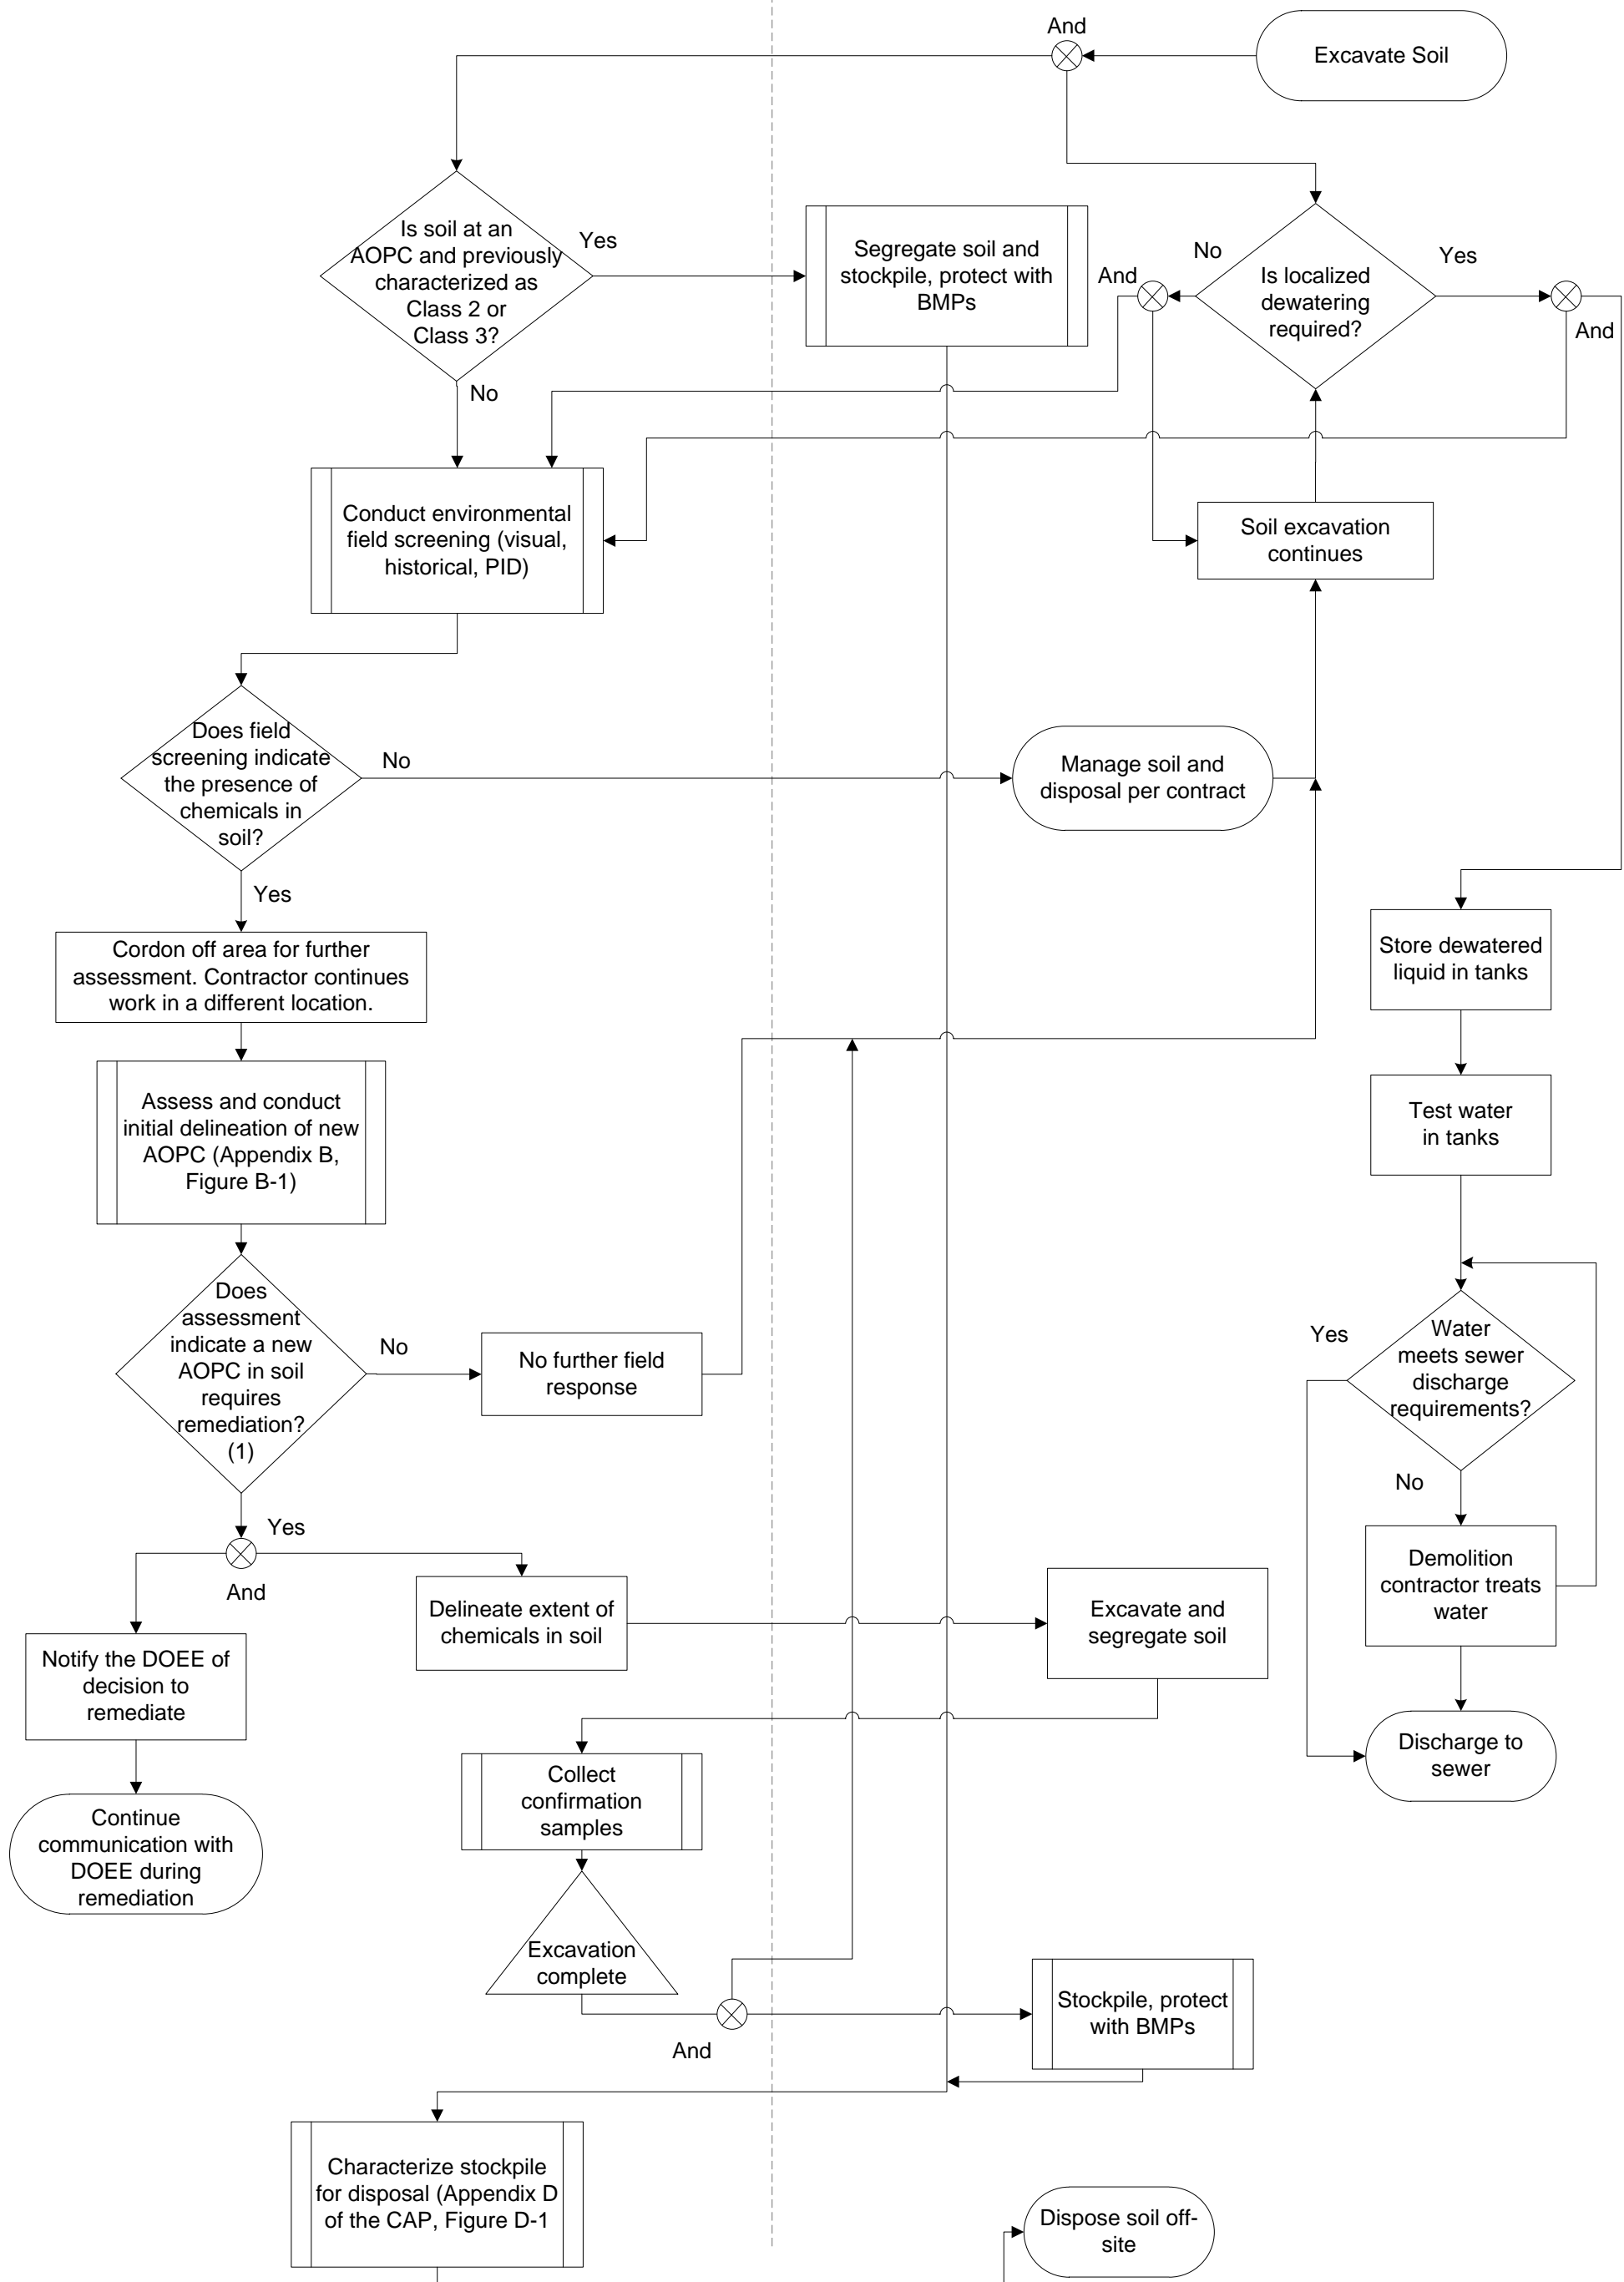 And
Excavate Soil
Is soil at an
AOPC and previously
characterized as
Class 2 or
Class 3?
Yes
No
Segregate soil and
stockpile, protect with
BMPs
And
No
Is localized
dewatering
required?
Yes
And
Conduct environmental
field screening (visual,
historical, PID)
Soil excavation
continues
Does field
screening indicate
the presence of
chemicals in
soil?
No
Yes
Manage soil and
disposal per contract
Cordon off area for further
assessment. Contractor continues
work in a different location.
Store dewatered
liquid in tanks
Assess and conduct
initial delineation of new
AOPC (Appendix B,
Figure B-1)
Test water
in tanks
Does
assessment
indicate a new
AOPC in soil
requires
remediation?
(1)
No
No further field
response
Yes
Water
meets sewer
discharge
requirements?
No
Yes
And
Delineate extent of
chemicals in soil
Excavate and
segregate soil
Demolition
contractor treats
water
Notify the DOEE of
decision to
remediate
Collect
confirmation
samples
Discharge to
sewer
Continue
communication with
DOEE during
remediation
Excavation
complete
And
Stockpile, protect
with BMPs
Characterize stockpile
for disposal (Appendix D
of the CAP, Figure D-1
Dispose soil off-
site